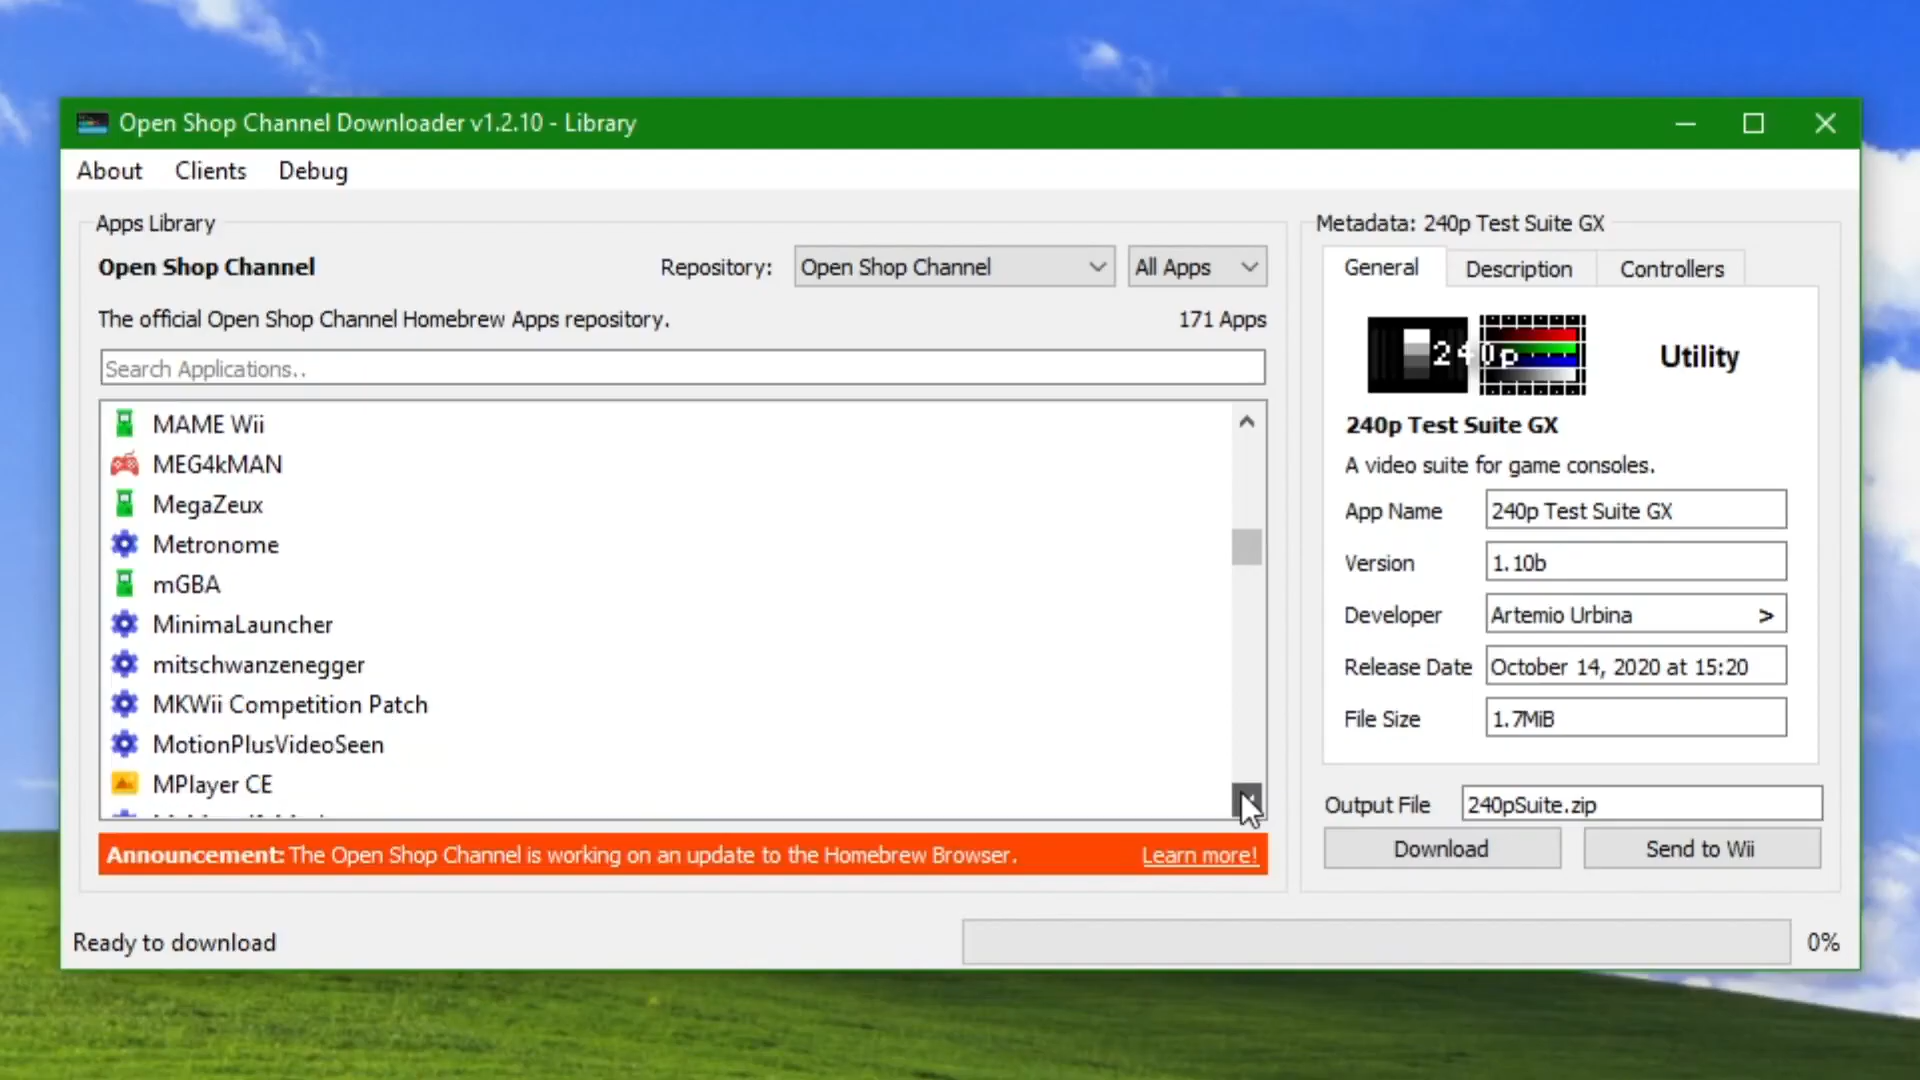 Open Shop Channel Downloader v1.2.10 - Library
About Clients Debug
Apps Library
Open Shop Channel
Repository: Open Shop Channel All Apps
The official Open Shop Channel Homebrew Apps repository.
171 Apps
Search Applications..
MAME Wii
MEG4kMAN
MegaZeux
Metronome
mGBA
MinimaLauncher
mitschwanzenegger
MKWii Competition Patch
MotionPlusVideoSeen
MPlayer CE
Announcement: The Open Shop Channel is working on an update to the Homebrew Browser. Learn more!
Metadata: 240p Test Suite GX
General Description Controllers
240p
Utility
240p Test Suite GX
A video suite for game consoles.
App Name 240p Test Suite GX
Version 1.10b
Developer Artemio Urbina >
Release Date October 14, 2020 at 15:20
File Size 1.7MiB
Output File 240pSuite.zip
Download Send to Wii
Ready to download
0%